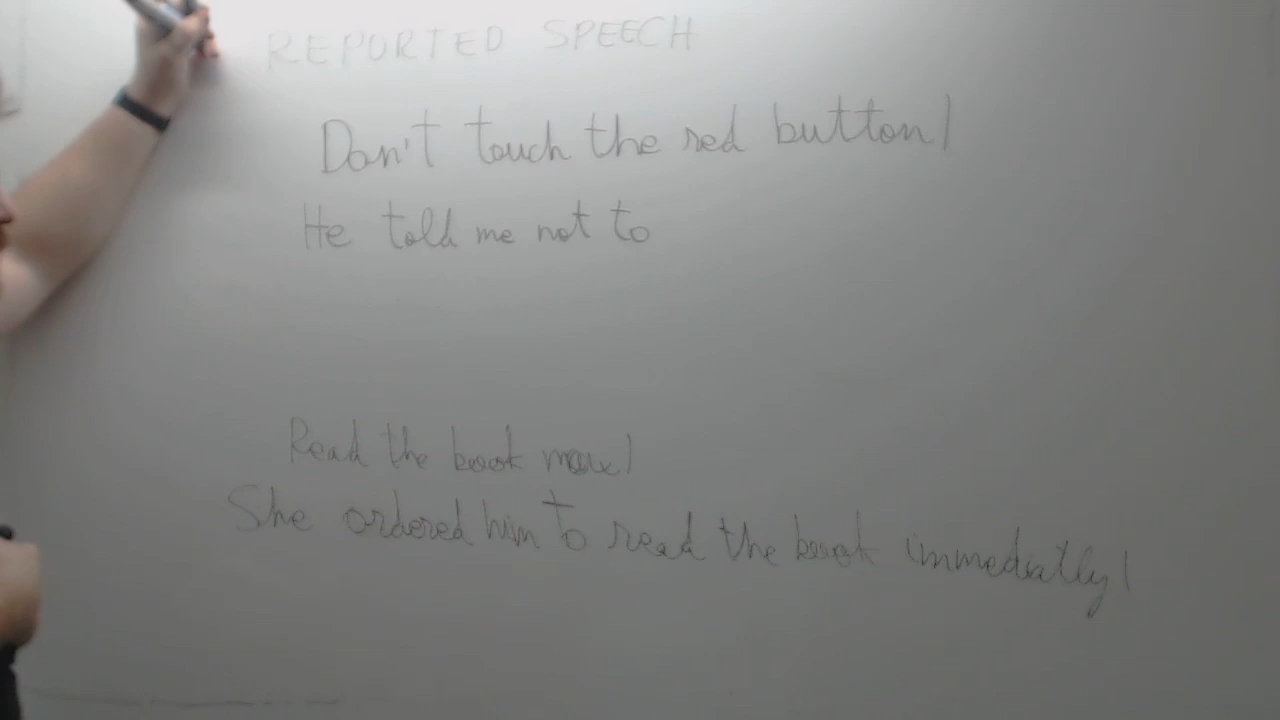 REPORTED SPEECH
Don't touch the red button!
He told me not to
Read the book now!
She ordered him to read the book immediatly!